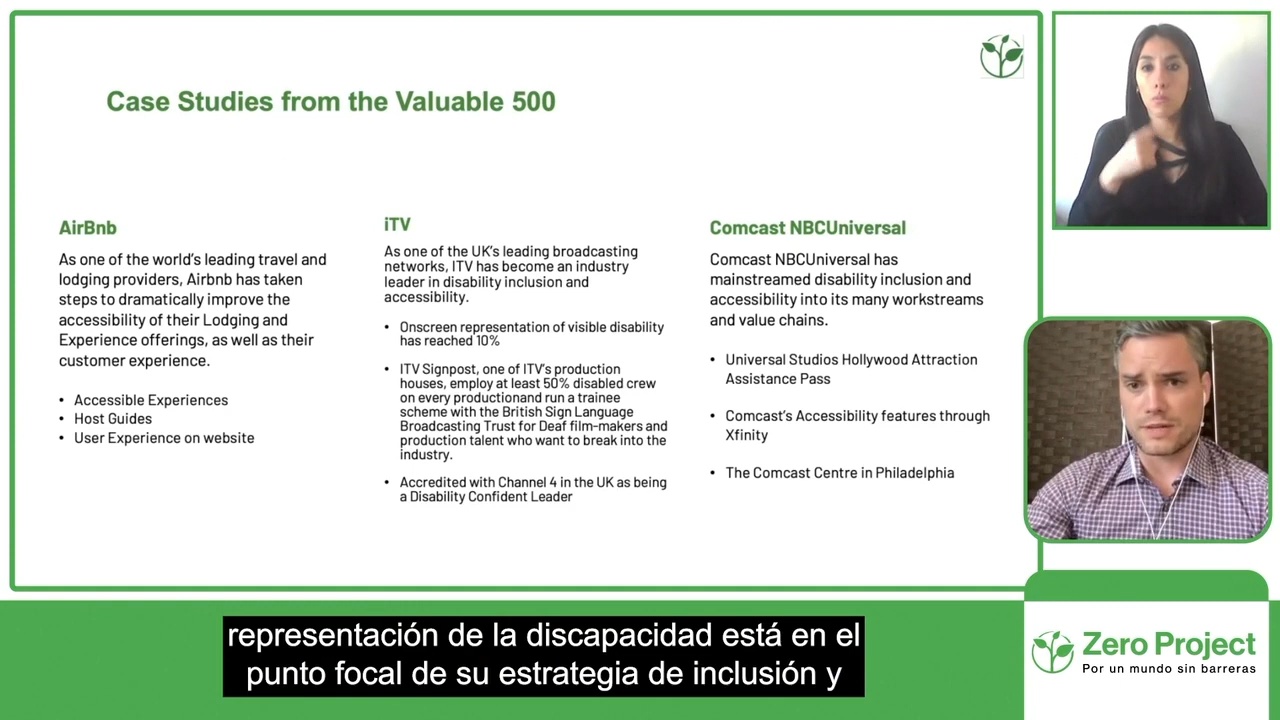 Case Studies from the Valuable 500
AirBnb
As one of the world's leading travel and
lodging providers, Airbnb has taken
steps to dramatically improve the
accessibility of their Lodging and
Experience offerings, as well as their
customer experience.
• Accessible Experiences
• Host Guides
• User Experience on website
iTV
As one of the UK's leading broadcasting
networks, ITV has become an industry
leader in disability inclusion and
accessibility.
• Onscreen representation of visible disability
has reached 10%
• ITV Signpost, one of ITV's production
houses, employ at least 50% disabled crew
on every productionand run a trainee
scheme with the British Sign Language
Broadcasting Trust for Deaf film-makers and
production talent who want to break into the
industry.
• Accredited with Channel 4 in the UK as being
a Disability Confident Leader
Comcast NBCUniversal
Comcast NBCUniversal has
mainstreamed disability inclusion and
accessibility into its many workstreams
and value chains.
• Universal Studios Hollywood Attraction
Assistance Pass
• Comcast's Accessibility features through
Xfinity
• The Comcast Centre in Philadelphia
representación de la discapacidad está en el
punto focal de su estrategia de inclusión y
Zero Project
Por un mundo sin barreras